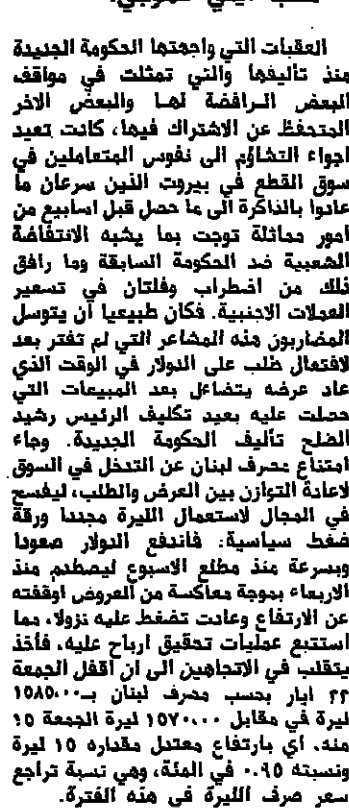 العقبات التي واجهتها الحكومة الجديدة
منذ تأليفها والتي تمثلت في مواقف
البعض الرافضة لها والبعض الاخر
المتحفظ عن الاشتراك فيها، كانت تعيد
اجواء التشاؤم الى نفوس المتعاملين في
سوق القطع في بيروت الذين سرعان ما
عادوا بالذاكرة الى ما حصل قبل اسابيع من
امور مماثلة توجت بما يشبه الانتفاضة
الشعبية ضد الحكومة السابقة وما رافق
ذلك من اضطراب وفلتان في تسعير
العملات الاجنبية. فكان طبيعيا ان يتوسل
المضاربون هذه المشاعر التي لم تفتر بعد
لافتعال طلب على الدولار في الوقت الذي
عاد عرضه يتضاءل بعد المبيعات التي
حصلت عليه بعيد تكليف الرئيس رشيد
الصلح تأليف الحكومة الجديدة. وجاء
امتناع مصرف لبنان عن التدخل في السوق
لاعادة التوازن بين العرض والطلب، ليفسح
في المجال لاستعمال الليرة مجددا ورقة
ضغط سياسية. فاندفع الدولار صعودا
وبسرعة منذ مطلع الاسبوع ليصطدم منذ
الاربعاء بموجة معاكسة من العروض اوقفته
عن الارتفاع وعادت تضغط عليه نزولا، مما
استتبع عمليات تحقيق ارباح عليه، فأخذ
يتقلب في الاتجاهين الى ان اقفل الجمعة
٢٢ ايار بحسب مصرف لبنان بـ١٥٨٥،٠٠
ليرة في مقابل ١٥٧٠،٠٠ ليرة الجمعة ١٥
منه. أي بارتفاع معتدل مقداره ١٥ ليرة
ونسبته ٠،٩٥ في المئة، وهي نسبة تراجع
سعر صرف الليرة في هذه الفترة.